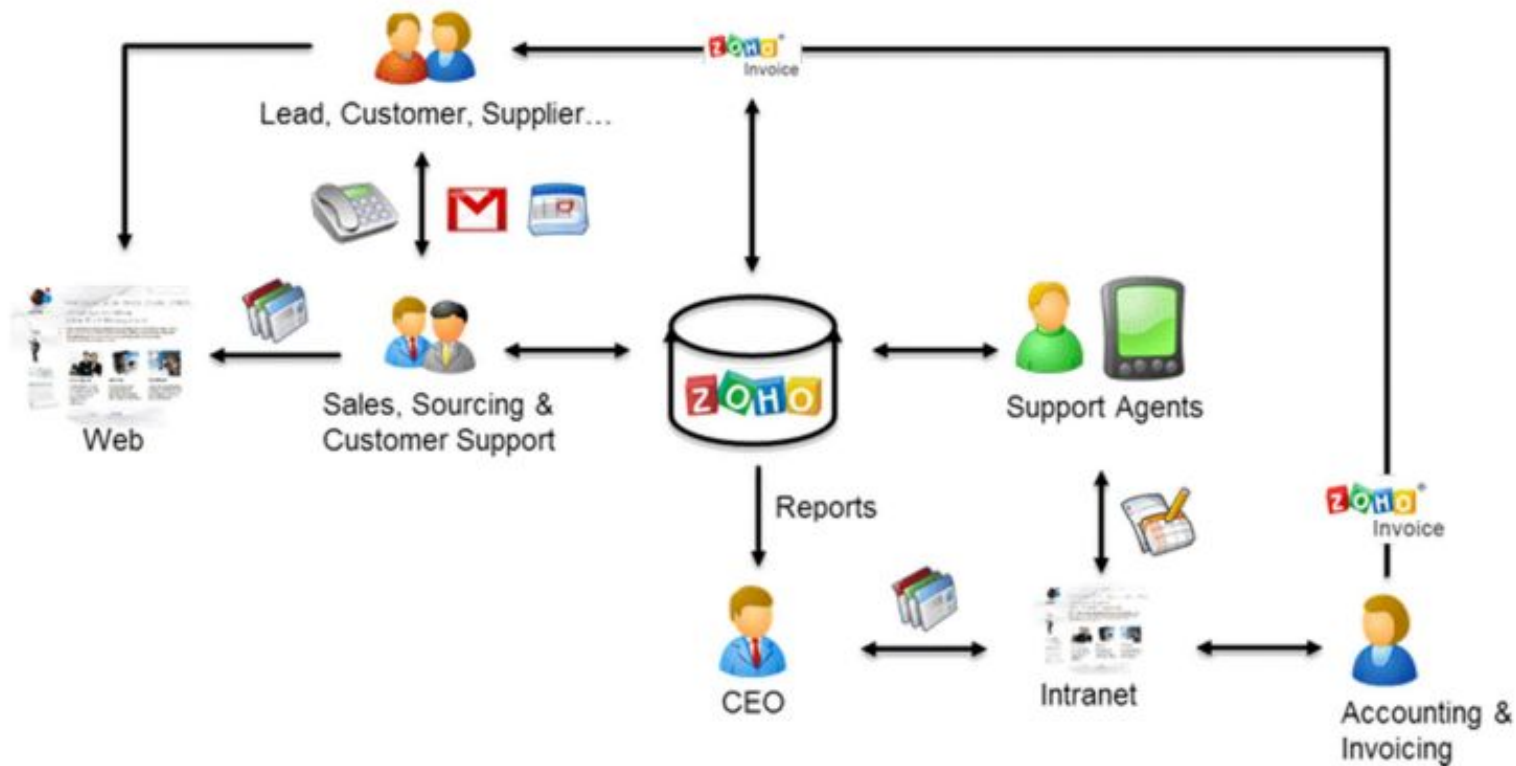 ZOHO®
Invoice
Lead, Customer, Supplier...
Web
Sales, Sourcing &
Customer Support
ZOHO
Support Agents
Reports
ZOHO®
Invoice
CEO
Intranet
Accounting &
Invoicing